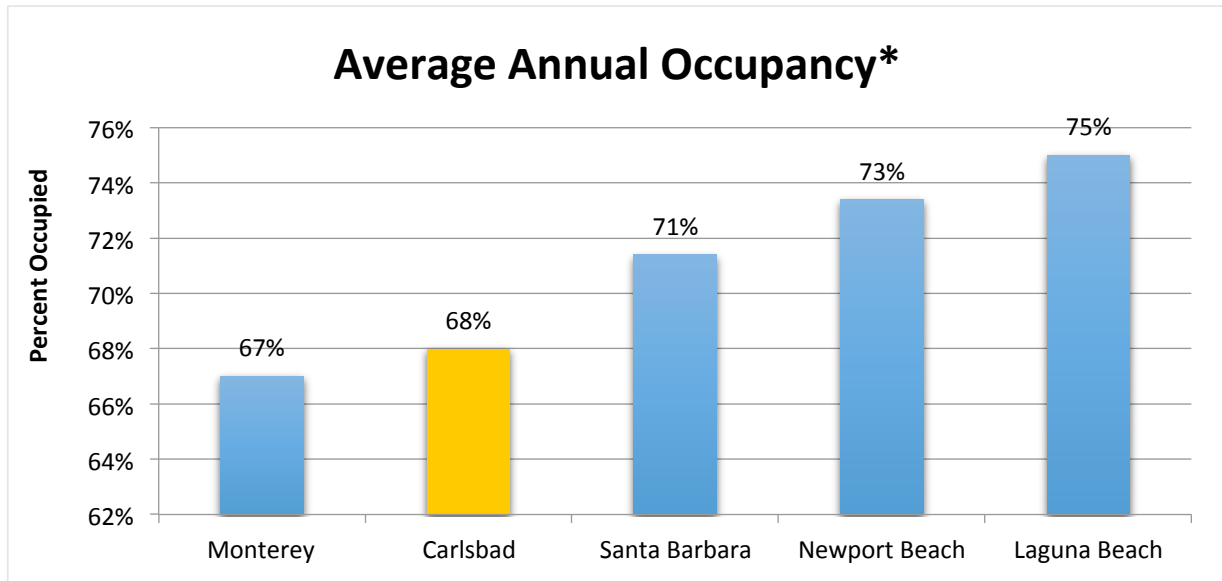 Average Annual Occupancy*
Percent Occupied
76%
74%
72%
70%
68%
66%
64%
62%
67%
68%
71%
73%
75%
Monterey
Carlsbad
Santa Barbara
Newport Beach
Laguna Beach